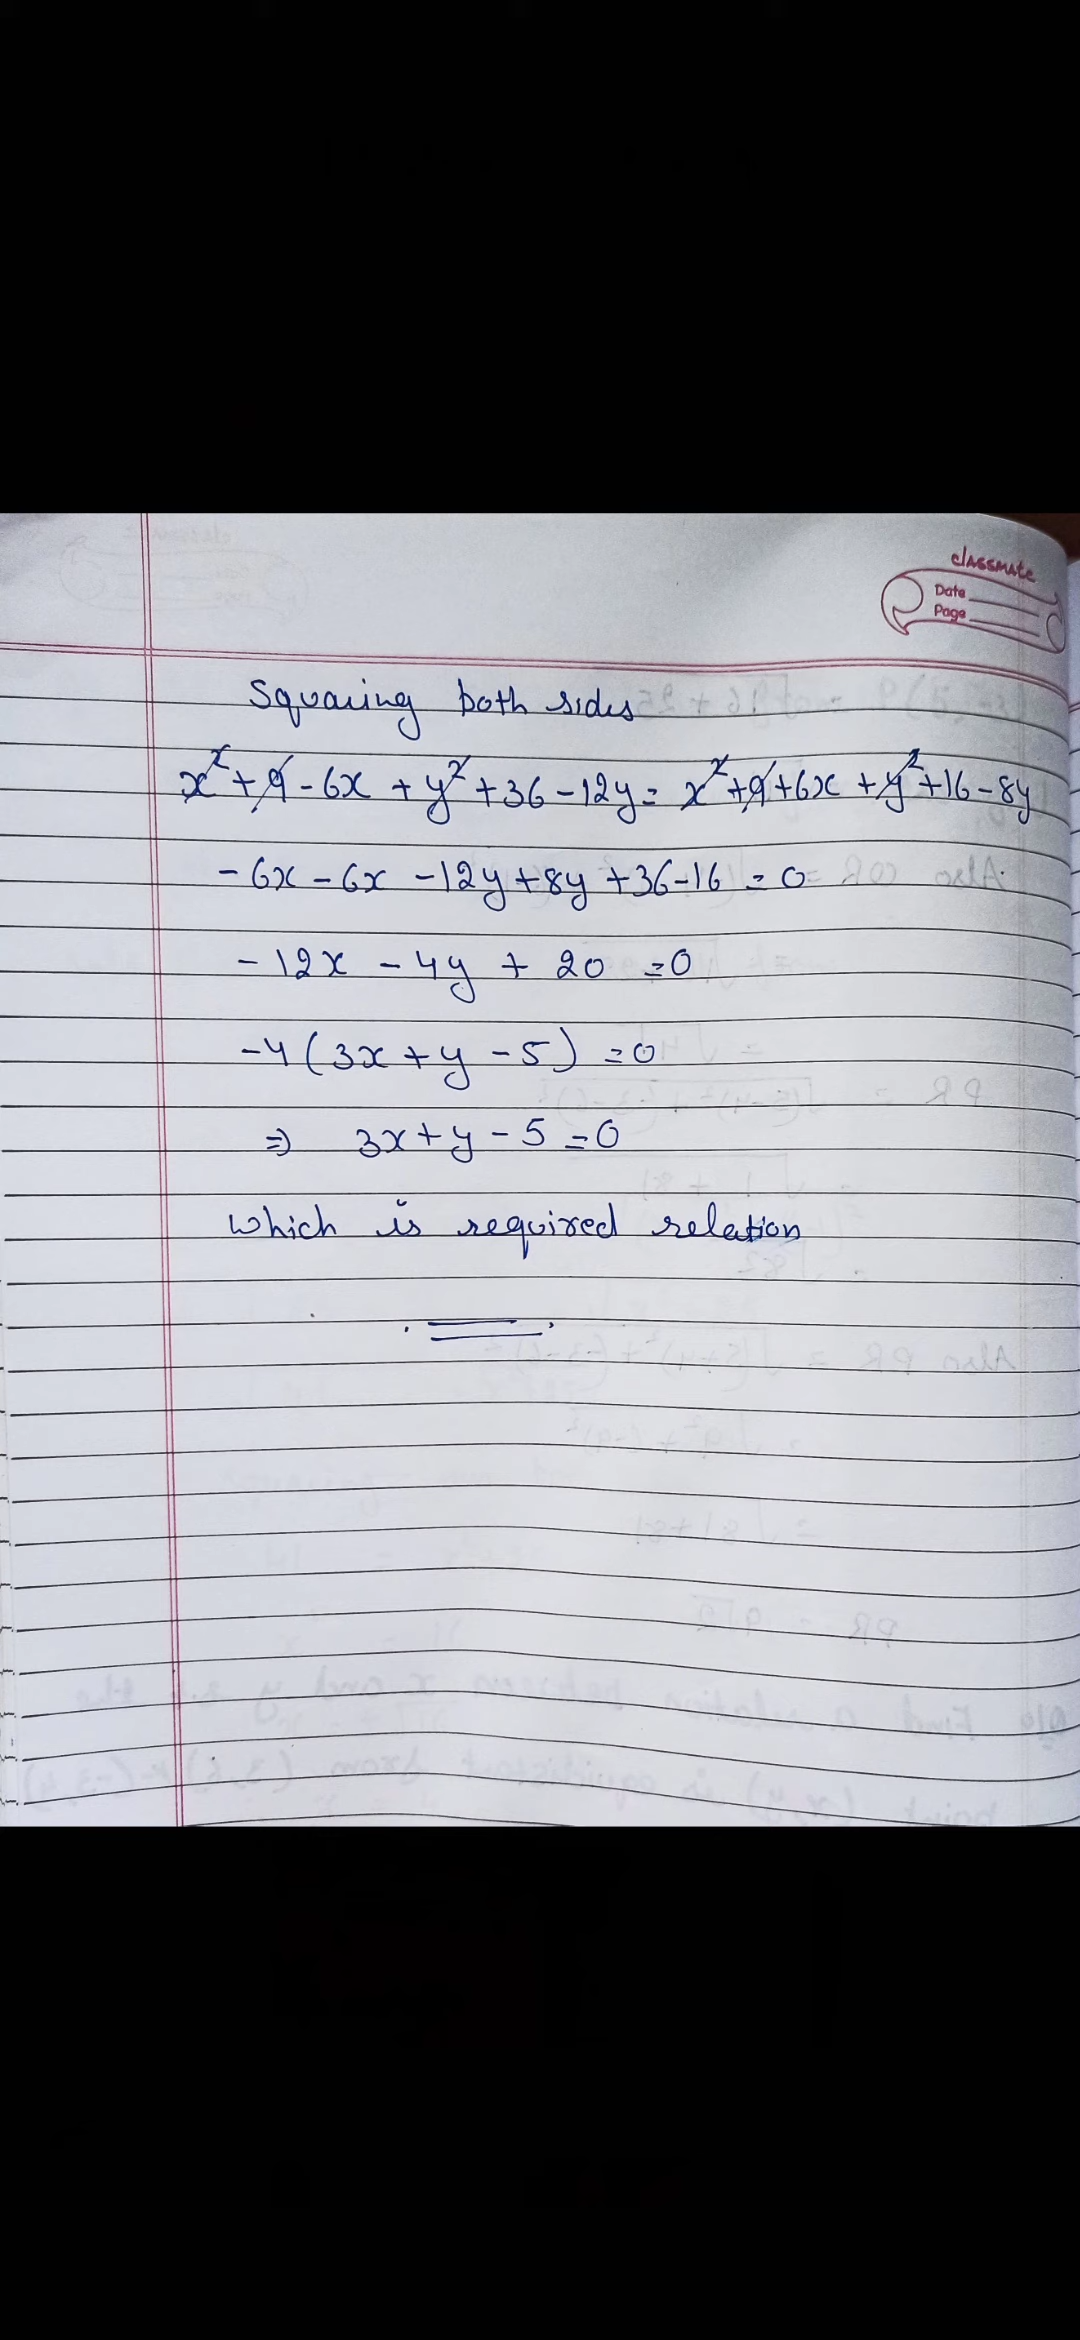 classmate
Date
Page
Squaring both sides
x² + 9 - 6x + y² + 36 - 12y = x² + 9 + 6x + y² + 16 - 8y
- 6x - 6x - 12y + 8y + 36 - 16 = 0
- 12x - 4y + 20 = 0
-4 (3x + y - 5) = 0
⇒ 3x + y - 5 = 0
which is required relation